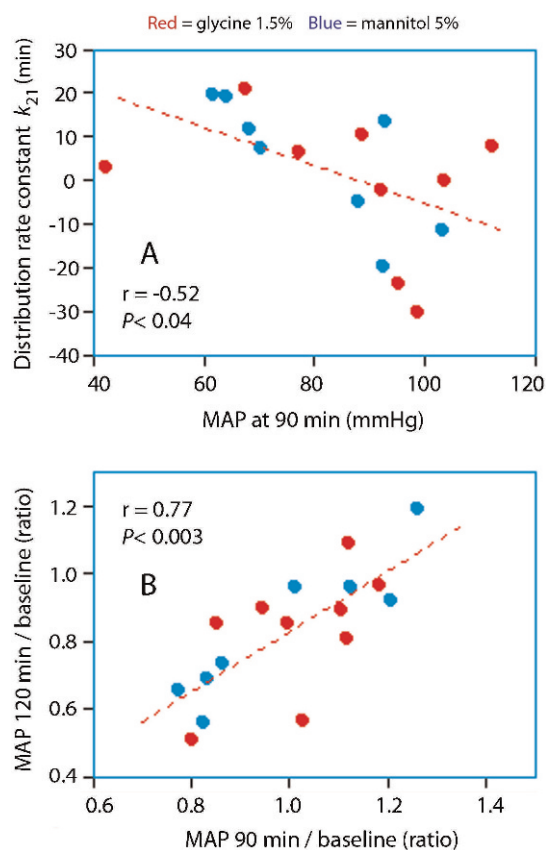 Red = glycine 1.5% Blue = mannitol 5%
Distribution rate constant k21 (min)
30
20
10
0
-10
-20
-30
-40
A
r = -0.52
P< 0.04
40
60
80
100
120
MAP at 90 min (mmHg)
MAP 120 min / baseline (ratio)
1.2
1.0
0.8
0.6
0.4
r = 0.77
P< 0.003
B
0.6
0.8
1.0
1.2
1.4
MAP 90 min / baseline (ratio)